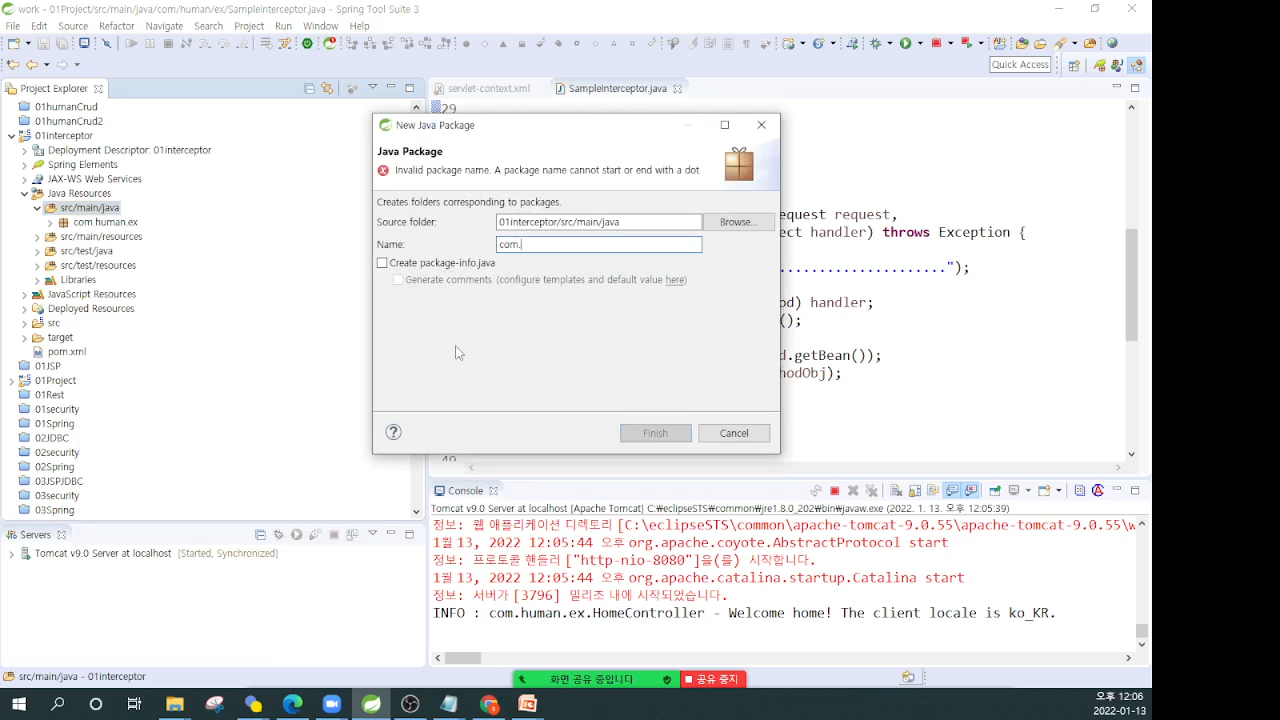 work - 01Project/src/main/java/com/human/ex/SampleInterceptor.java - Spring Tool Suite 3
File Edit Source Refactor Navigate Search Project Run Window Help
Quick Access
Project Explorer
01humanCrud
01humanCrud2
01interceptor
Deployment Descriptor: 01interceptor
Spring Elements
JAX-WS Web Services
Java Resources
src/main/java
com.human.ex
src/main/resources
src/test/java
src/test/resources
Libraries
JavaScript Resources
Deployed Resources
src
target
pom.xml
01JSP
01Project
01Rest
01security
01Spring
02JDBC
02security
02Spring
03SPJDBC
03security
03Spring
servlet-context.xml SampleInterceptor.java
29
equest request,
ect handler) throws Exception {
......................");
od) handler;
();
d.getBean());
hodObj);
49
New Java Package
Java Package
Invalid package name. A package name cannot start or end with a dot
Creates folders corresponding to packages.
Source folder: 01interceptor/src/main/java Browse...
Name: com.
Create package-info.java
Generate comments (configure templates and default value here)
Finish Cancel
Servers
Tomcat v9.0 Server at localhost [Started, Synchronized]
Console
Tomcat v9.0 Server at localhost [Apache Tomcat] C:₩eclipseSTS₩common₩jre1.8.0_202₩bin₩javaw.exe (2022. 1. 13. 오후 12:05:39)
정보: 웹 애플리케이션 디렉토리 [C:\eclipseSTS\common\apache-tomcat-9.0.55\apache-tomcat-9.0.55\w
1월 13, 2022 12:05:44 오후 org.apache.coyote.AbstractProtocol start
정보: 프로토콜 핸들러 ["http-nio-8080"]을(를) 시작합니다.
1월 13, 2022 12:05:44 오후 org.apache.catalina.startup.Catalina start
정보: 서버가 [3796] 밀리초 내에 시작되었습니다.
INFO : com.human.ex.HomeController - Welcome home! The client locale is ko_KR.
src/main/java - 01interceptor
화면 공유 중입니다 공유 중지
오후 12:06
2022-01-13